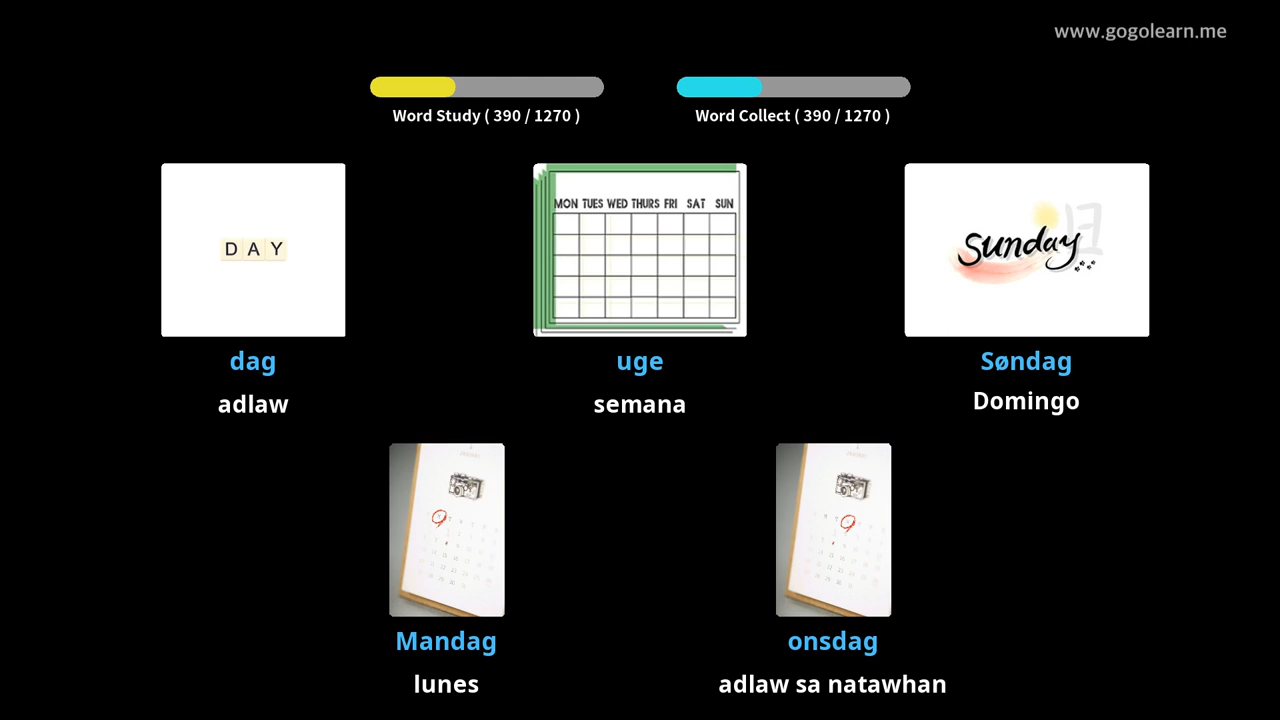 www.gogolearn.me
Word Study ( 390 / 1270 )
Word Collect ( 390 / 1270 )
DAY
MON TUES WED THURS FRI SAT SUN
Sunday
日
dag
uge
Søndag
adlaw
semana
Domingo
Mandag
onsdag
lunes
adlaw sa natawhan